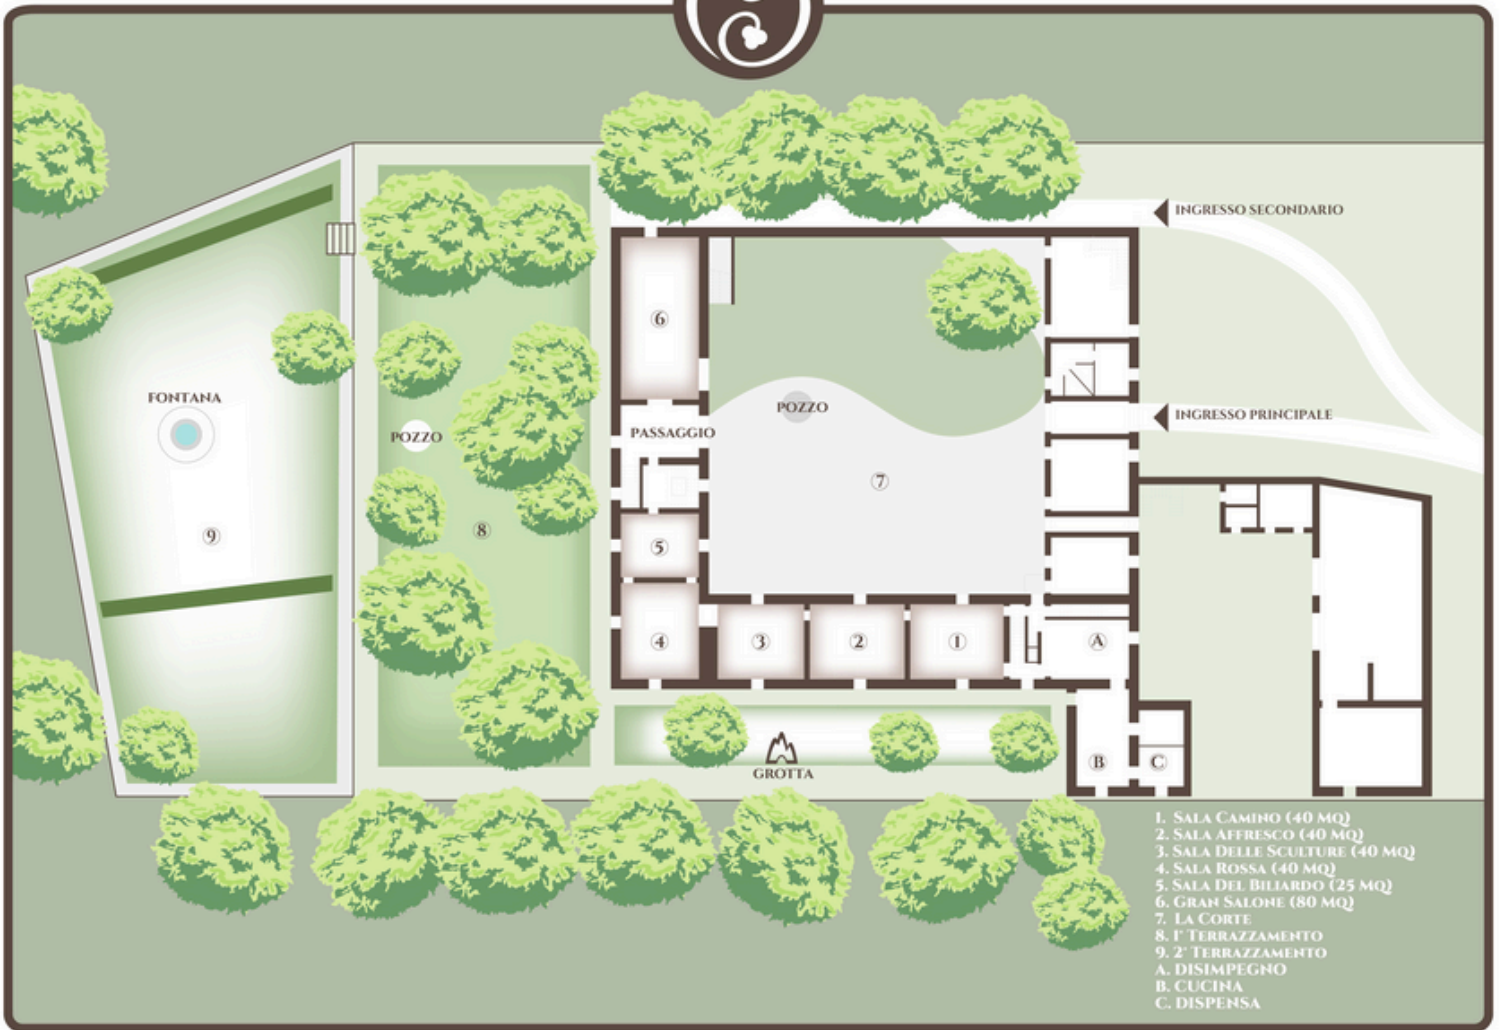 INGRESSO SECONDARIO
6
FONTANA
POZZO
INGRESSO PRINCIPALE
POZZO
PASSAGGIO
7
8
9
5
4
3
2
1
A
B
C
GROTTA
1. SALA CAMINO (40 MQ)
2. SALA AFFRESCO (40 MQ)
3. SALA DELLE SCULTURE (40 MQ)
4. SALA ROSSA (40 MQ)
5. SALA DEL BILIARDO (25 MQ)
6. GRAN SALONE (80 MQ)
7. LA CORTE
8. 1° TERRAZZAMENTO
9. 2° TERRAZZAMENTO
A. DISIMPEGNO
B. CUCINA
C. DISPENSA